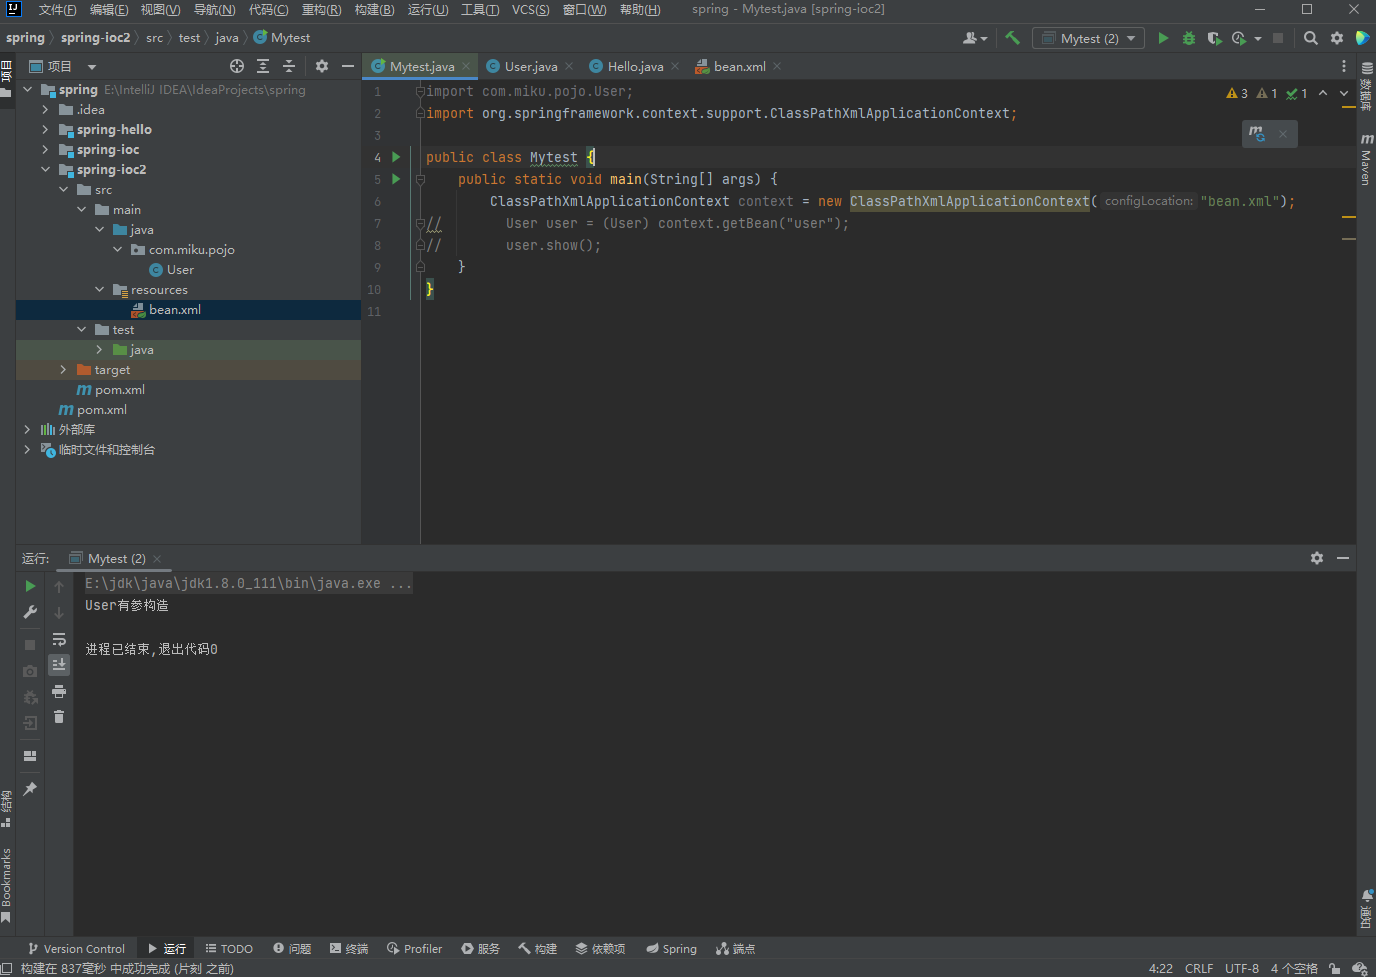 文件(F) 编辑(E) 视图(V) 导航(N) 代码(C) 重构(R) 构建(B) 运行(U) 工具(T) VCS(S) 窗口(W) 帮助(H) spring - Mytest.java [spring-ioc2]
spring spring-ioc2 src test java Mytest
Mytest (2)
项目
项目
Mytest.java User.java Hello.java bean.xml
spring E:\IntelliJ IDEA\IdeaProjects\spring
.idea
spring-hello
spring-ioc
spring-ioc2
src
main
java
com.miku.pojo
User
resources
bean.xml
test
java
target
pom.xml
pom.xml
外部库
临时文件和控制台
3 1 1
1 import com.miku.pojo.User;
2 import org.springframework.context.support.ClassPathXmlApplicationContext;
3
4 public class Mytest {
5 public static void main(String[] args) {
6 ClassPathXmlApplicationContext context = new ClassPathXmlApplicationContext( configLocation: "bean.xml");
7 // User user = (User) context.getBean("user");
8 // user.show();
9 }
10 }
11
数据库
Maven
通知
运行: Mytest (2)
E:\jdk\java\jdk1.8.0_111\bin\java.exe ...
User有参构造
进程已结束,退出代码0
结构
Bookmarks
Version Control 运行 TODO 问题 终端 Profiler 服务 构建 依赖项 Spring 端点
构建在 837毫秒 中成功完成 (片刻 之前) 4:22 CRLF UTF-8 4 个空格